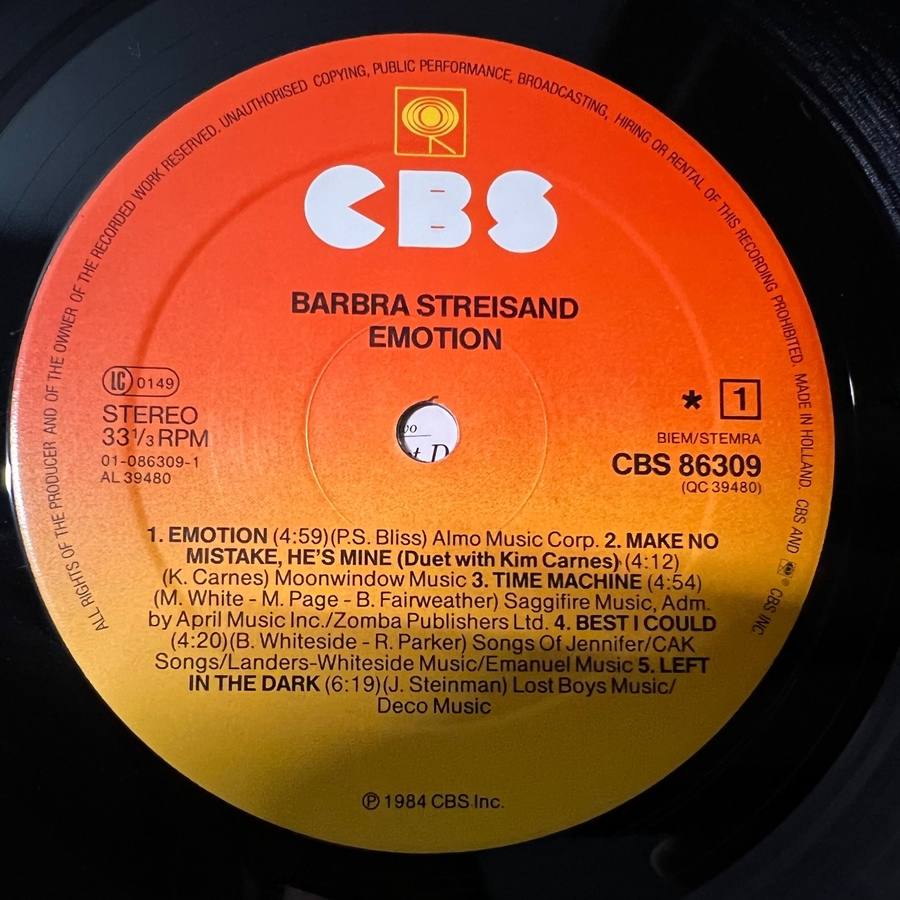 ALL RIGHTS OF THE PRODUCER AND OF THE OWNER OF THE RECORDED WORK RESERVED. UNAUTHORISED COPYING, PUBLIC PERFORMANCE, BROADCASTING, HIRING OR RENTAL OF THIS RECORDING PROHIBITED. MADE IN HOLLAND. CBS AND ® CBS INC
CBS
BARBRA STREISAND
EMOTION
LC 0149
STEREO
33⅓ RPM
01-086309-1
AL 39480
* 1
BIEM/STEMRA
CBS 86309
(QC 39480)
1. EMOTION (4:59)(P.S. Bliss) Almo Music Corp. 2. MAKE NO
MISTAKE, HE'S MINE (Duet with Kim Carnes) (4:12)
(K. Carnes) Moonwindow Music 3. TIME MACHINE (4:54)
(M. White - M. Page - B. Fairweather) Saggifire Music, Adm.
by April Music Inc./Zomba Publishers Ltd. 4. BEST I COULD
(4:20)(B. Whiteside - R. Parker) Songs Of Jennifer/CAK
Songs/Landers-Whiteside Music/Emanuel Music 5. LEFT
IN THE DARK (6:19)(J. Steinman) Lost Boys Music/
Deco Music
℗ 1984 CBS Inc.